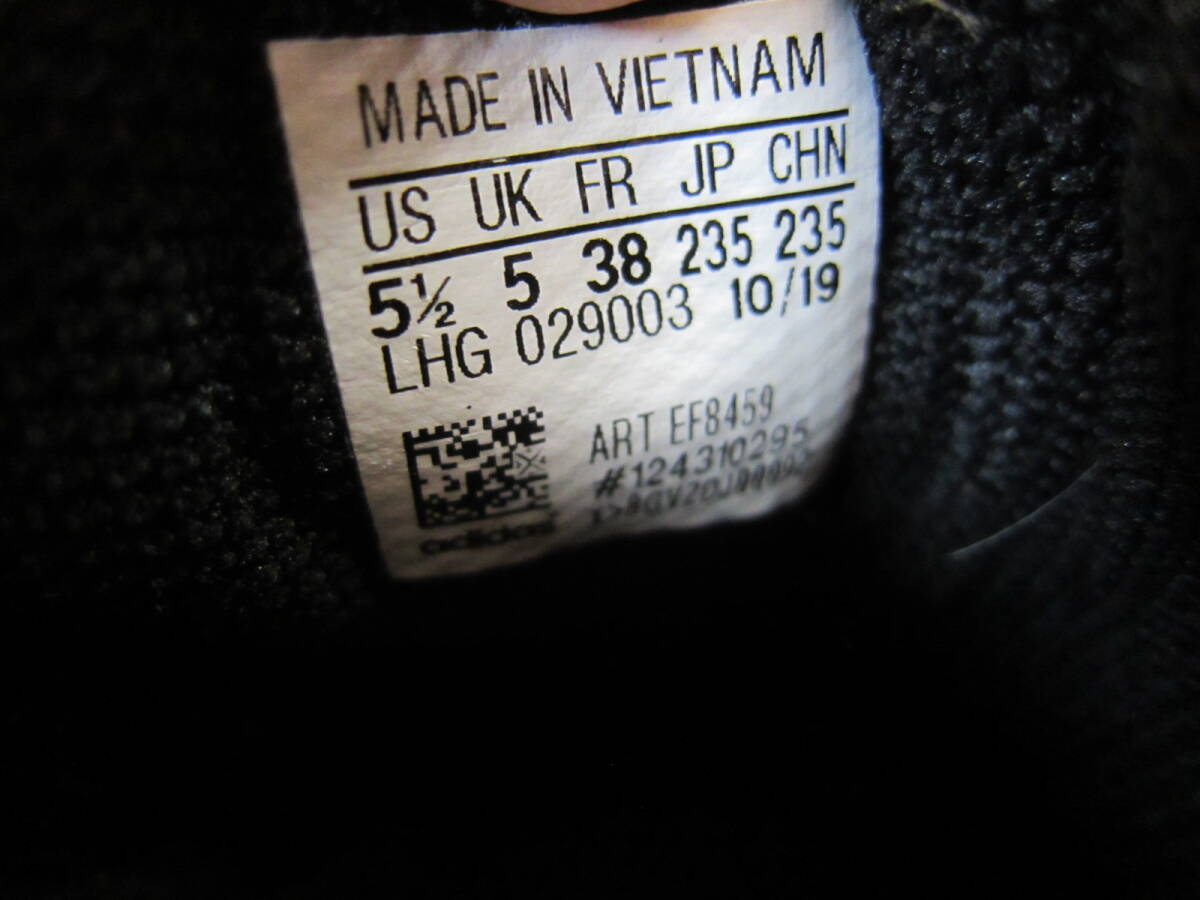 MADE IN VIETNAM
US UK FR JP CHN
5½ 5 38 235 235
LHG 029003 10/19
ART EF8459
#124310295
adidas